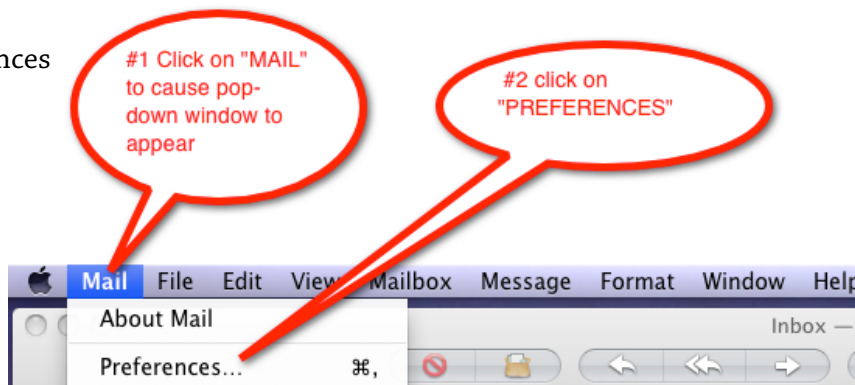 nces
#1 Click on "MAIL"
to cause pop-
down window to
appear
#2 click on
"PREFERENCES"
Mail File Edit View Mailbox Message Format Window Help
About Mail
Inbox —
Preferences... ⌘,